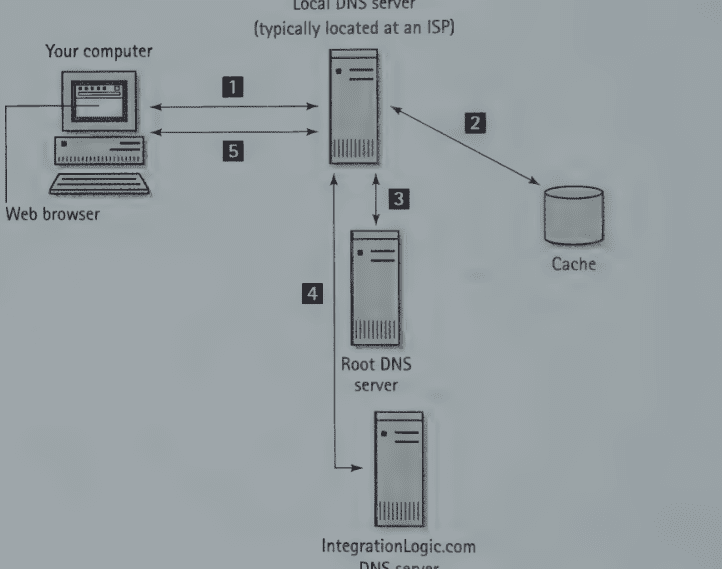 Local DNS server
(typically located at an ISP)
Your computer
1
2
5
3
Web browser
Cache
4
Root DNS
server
IntegrationLogic.com
DNS server